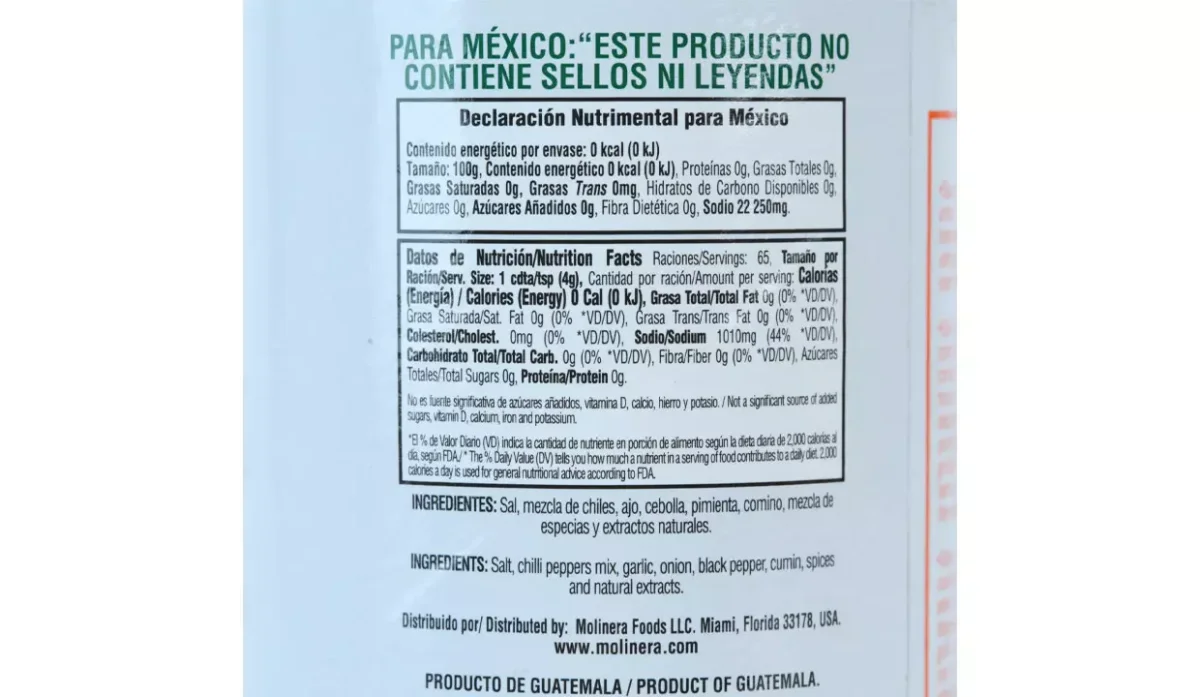 PARA MÉXICO:“ESTE PRODUCTO NO
CONTIENE SELLOS NI LEYENDAS”
Declaración Nutrimental para México
Contenido energético por envase: 0 kcal (0 kJ)
Tamaño: 100g, Contenido energético 0 kcal (0 kJ), Proteínas 0g, Grasas Totales 0g,
Grasas Saturadas 0g, Grasas Trans 0mg, Hidratos de Carbono Disponibles 0g,
Azúcares 0g, Azúcares Añadidos 0g, Fibra Dietética 0g, Sodio 22 250mg.
Datos de Nutrición/Nutrition Facts Raciones/Servings: 65, Tamaño por
Ración/Serv. Size: 1 cdta/tsp (4g), Cantidad por ración/Amount per serving: Calorías
(Energía) / Calories (Energy) 0 Cal (0 kJ), Grasa Total/Total Fat 0g (0% *VD/DV),
Grasa Saturada/Sat. Fat 0g (0% *VD/DV), Grasa Trans/Trans Fat 0g (0% *VD/DV),
Colesterol/Cholest. 0mg (0% *VD/DV), Sodio/Sodium 1010mg (44% *VD/DV),
Carbohidrato Total/Total Carb. 0g (0% *VD/DV), Fibra/Fiber 0g (0% *VD/DV), Azúcares
Totales/Total Sugars 0g, Proteína/Protein 0g.
No es fuente significativa de azúcares añadidos, vitamina D, calcio, hierro y potasio. / Not a significant source of added
sugars, vitamin D, calcium, iron and potassium.
*El % de Valor Diario (VD) indica la cantidad de nutriente en porción de alimento según la dieta diaria de 2,000 calorías al
día, según FDA./ * The % Daily Value (DV) tells you how much a nutrient in a serving of food contributes to a daily diet. 2,000
calories a day is used for general nutritional advice according to FDA.
INGREDIENTES: Sal, mezcla de chiles, ajo, cebolla, pimienta, comino, mezcla de
especias y extractos naturales.
INGREDIENTS: Salt, chilli peppers mix, garlic, onion, black pepper, cumin, spices
and natural extracts.
Distribuido por/ Distributed by: Molinera Foods LLC. Miami, Florida 33178, USA.
www.molinera.com
PRODUCTO DE GUATEMALA / PRODUCT OF GUATEMALA.